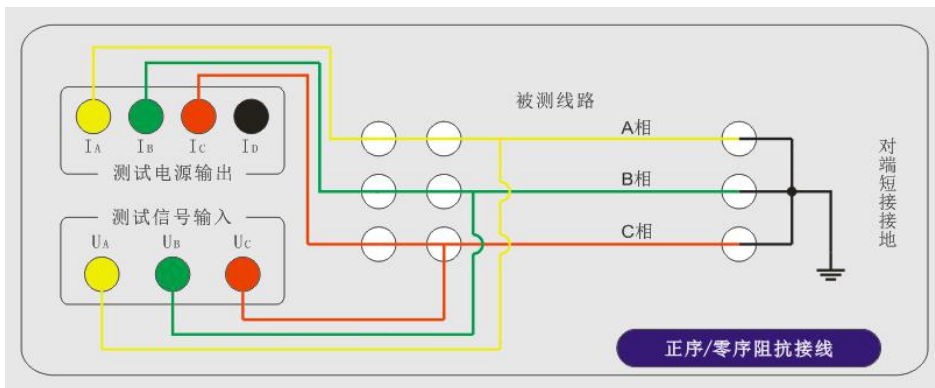 被测线路
IA IB IC ID
测试电源输出
测试信号输入
UA UB UC
A相
B相
C相
对端短接接地
正序/零序阻抗接线